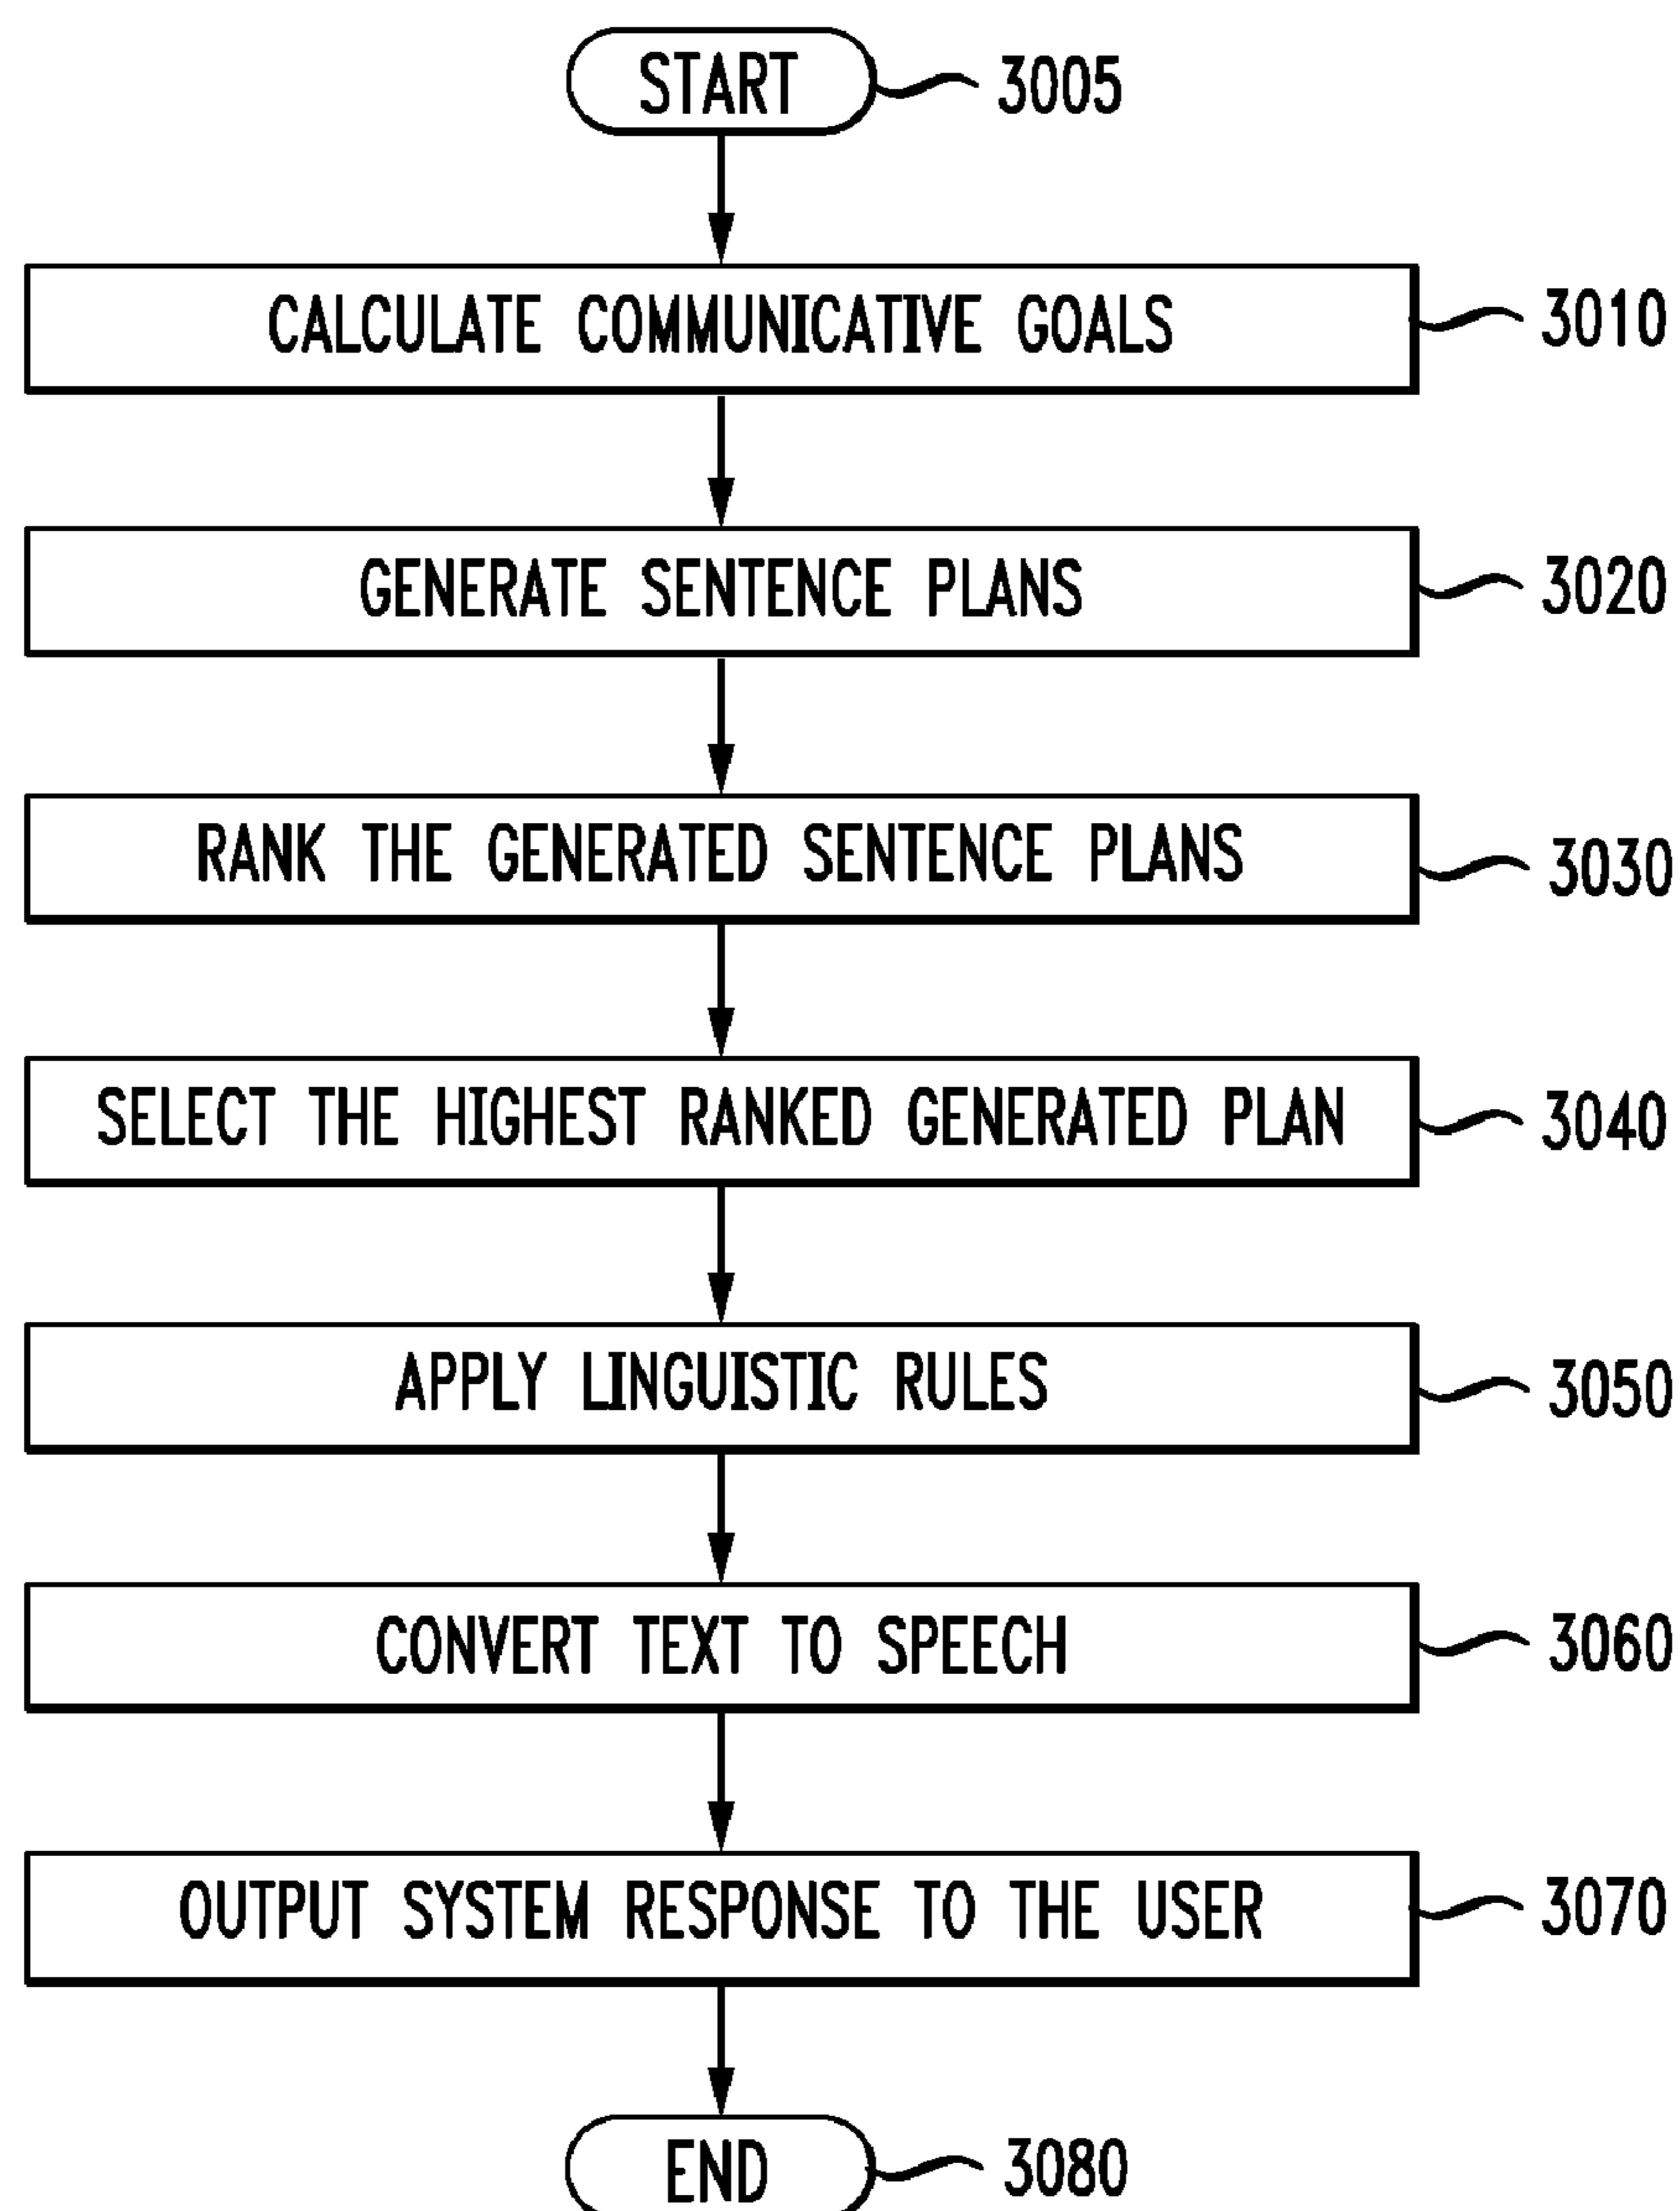 START 3005
CALCULATE COMMUNICATIVE GOALS 3010
GENERATE SENTENCE PLANS 3020
RANK THE GENERATED SENTENCE PLANS 3030
SELECT THE HIGHEST RANKED GENERATED PLAN 3040
APPLY LINGUISTIC RULES 3050
CONVERT TEXT TO SPEECH 3060
OUTPUT SYSTEM RESPONSE TO THE USER 3070
END 3080